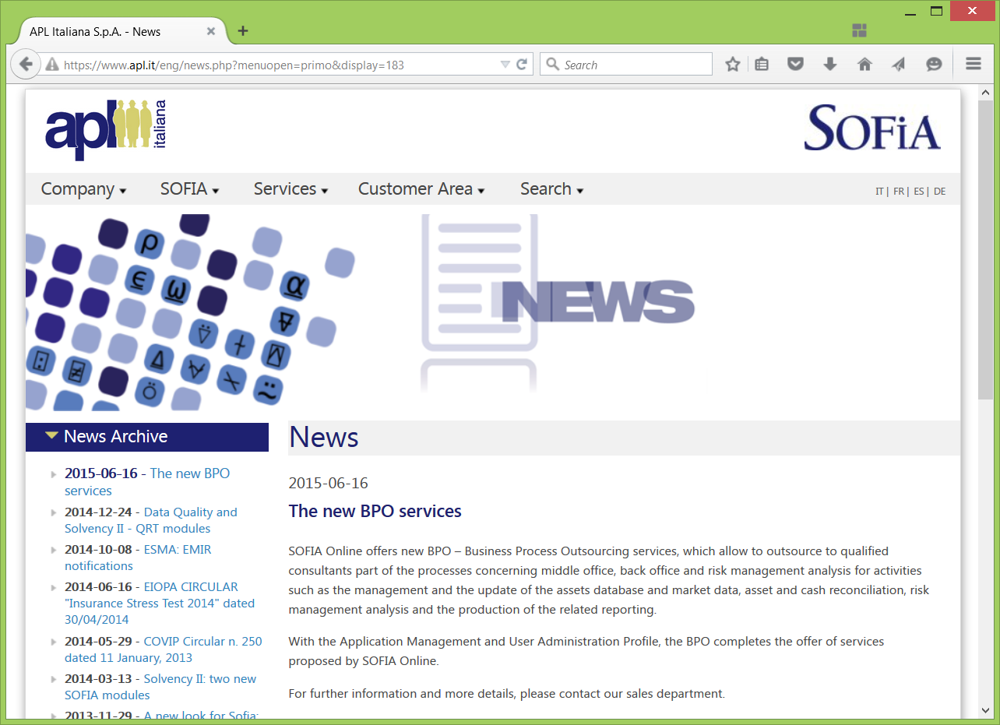 APL Italiana S.p.A. - News
https://www.apl.it/eng/news.php?menuopen=primo&display=183
Search
apl italiana
SOFiA
Company
SOFIA
Services
Customer Area
Search
IT | FR | ES | DE
NEWS
News Archive
2015-06-16 - The new BPO
services
2014-12-24 - Data Quality and
Solvency II - QRT modules
2014-10-08 - ESMA: EMIR
notifications
2014-06-16 - EIOPA CIRCULAR
"Insurance Stress Test 2014" dated
30/04/2014
2014-05-29 - COVIP Circular n. 250
dated 11 January, 2013
2014-03-13 - Solvency II: two new
SOFIA modules
2013-11-29 - A new look for Sofia:
News
2015-06-16
The new BPO services
SOFIA Online offers new BPO – Business Process Outsourcing services, which allow to outsource to qualified
consultants part of the processes concerning middle office, back office and risk management analysis for activities
such as the management and the update of the assets database and market data, asset and cash reconciliation, risk
management analysis and the production of the related reporting.
With the Application Management and User Administration Profile, the BPO completes the offer of services
proposed by SOFIA Online.
For further information and more details, please contact our sales department.